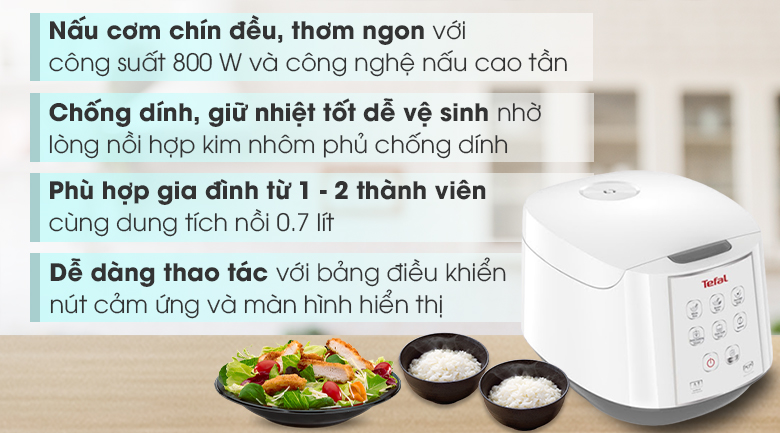 Nấu cơm chín đều, thơm ngon với
công suất 800 W và công nghệ nấu cao tần
Chống dính, giữ nhiệt tốt dễ vệ sinh nhờ
lòng nồi hợp kim nhôm phủ chống dính
Phù hợp gia đình từ 1 - 2 thành viên
cùng dung tích nồi 0.7 lít
Dễ dàng thao tác với bảng điều khiển
nút cảm ứng và màn hình hiển thị
Tefal